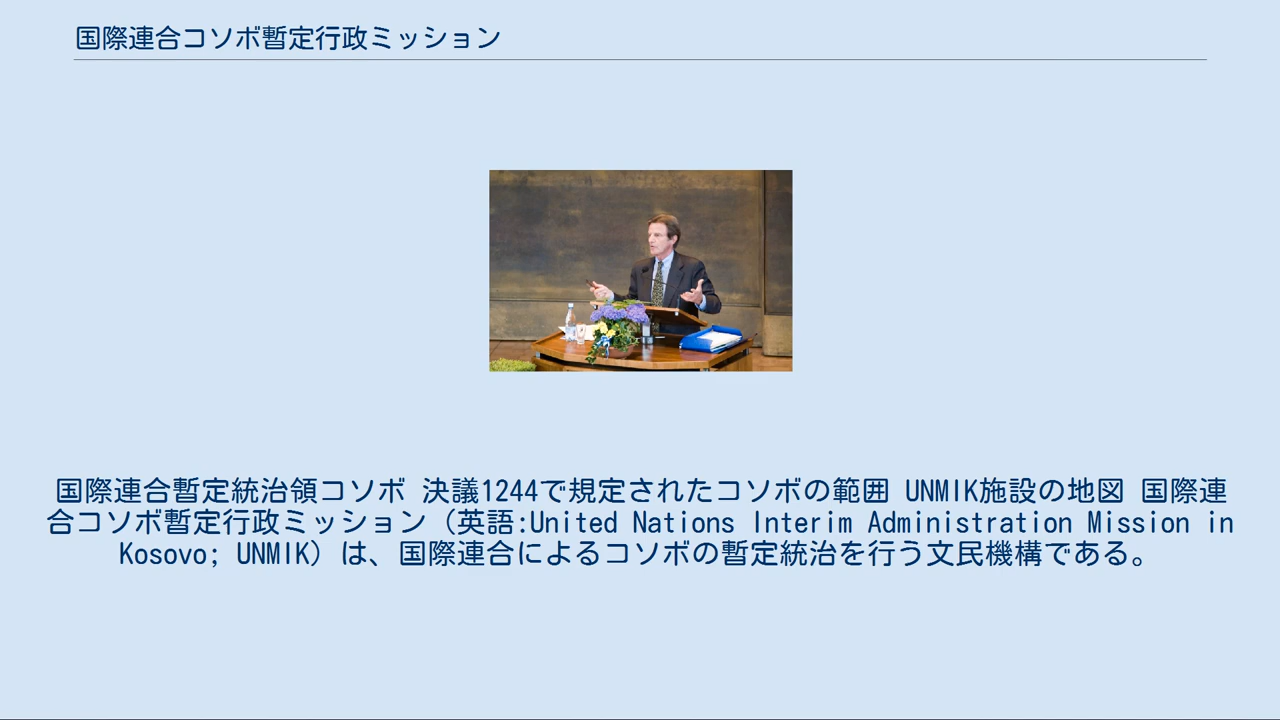 国際連合コソボ暫定行政ミッション
国際連合暫定統治領コソボ 決議1244で規定されたコソボの範囲 UNMIK施設の地図 国際連
合コソボ暫定行政ミッション（英語:United Nations Interim Administration Mission in
Kosovo; UNMIK）は、国際連合によるコソボの暫定統治を行う文民機構である。